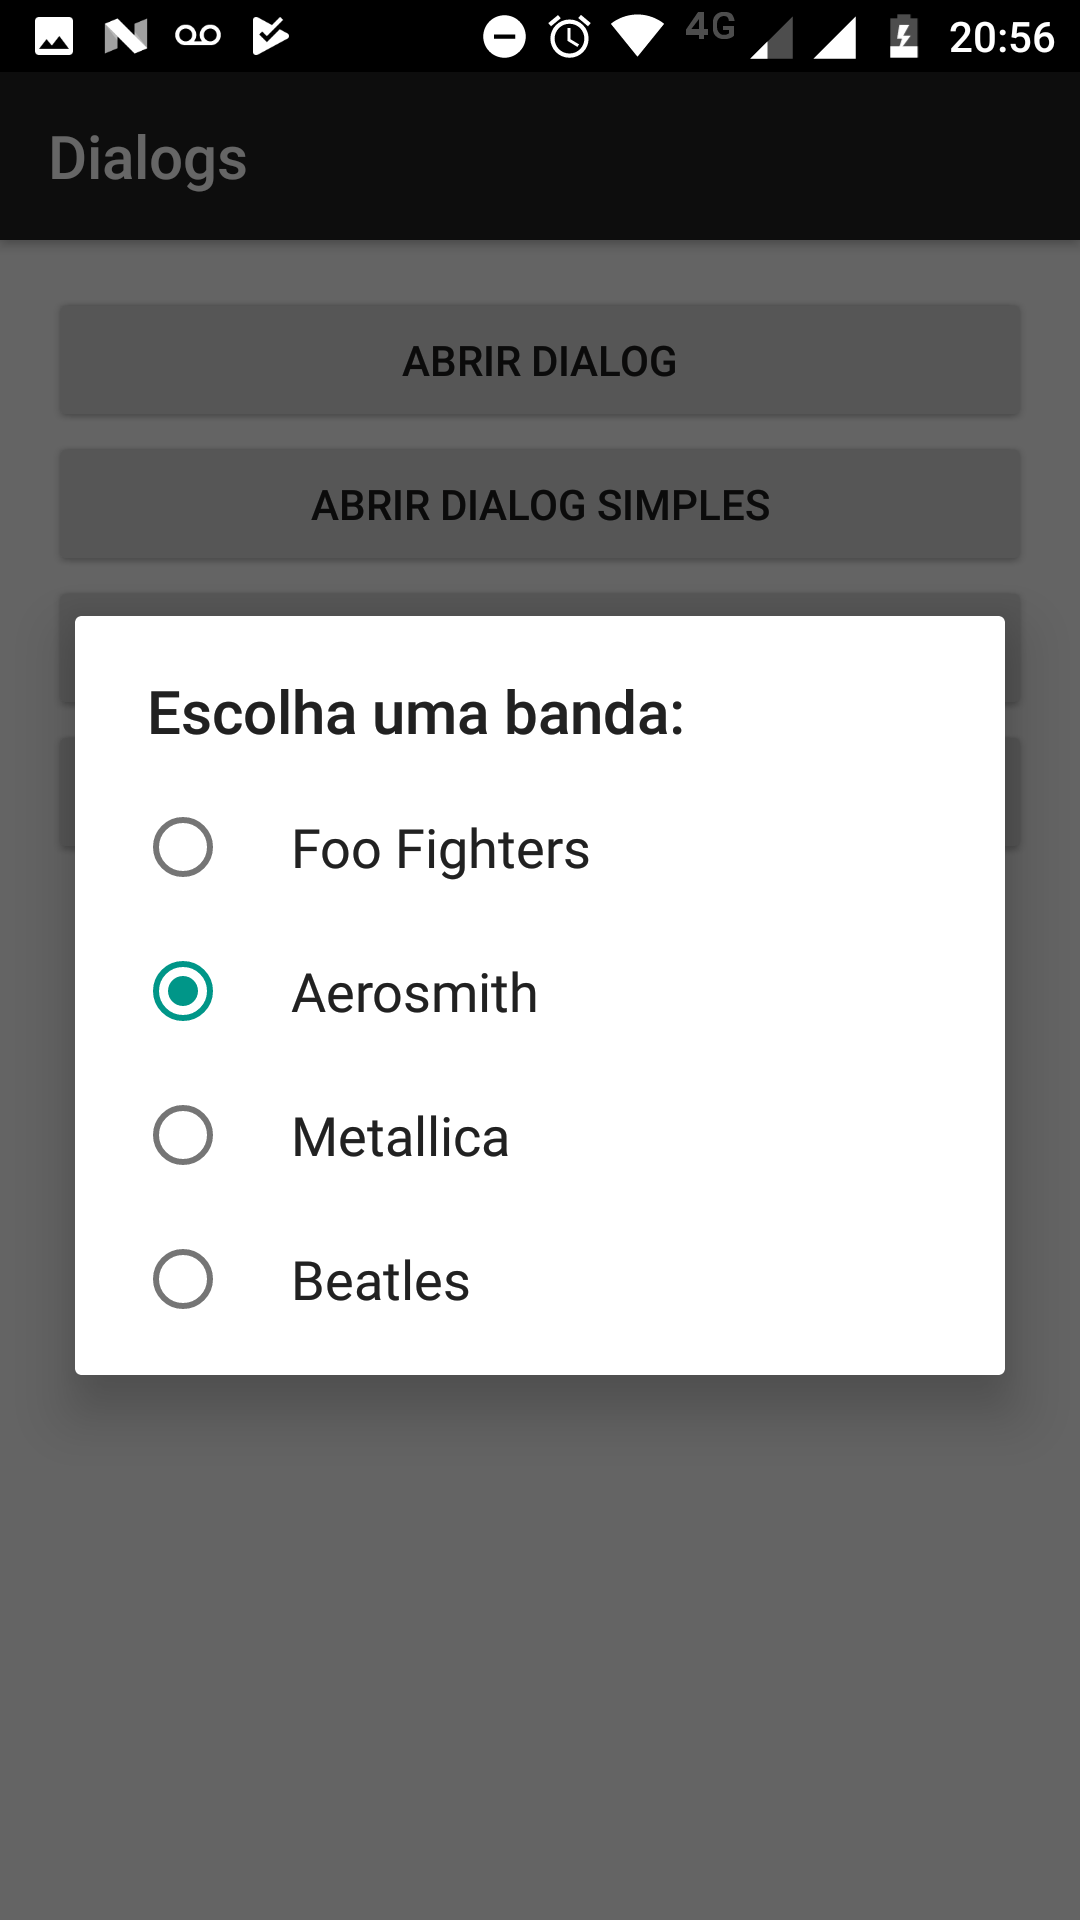 4G
20:56
Dialogs
ABRIR DIALOG
ABRIR DIALOG SIMPLES
Escolha uma banda:
Foo Fighters
Aerosmith
Metallica
Beatles